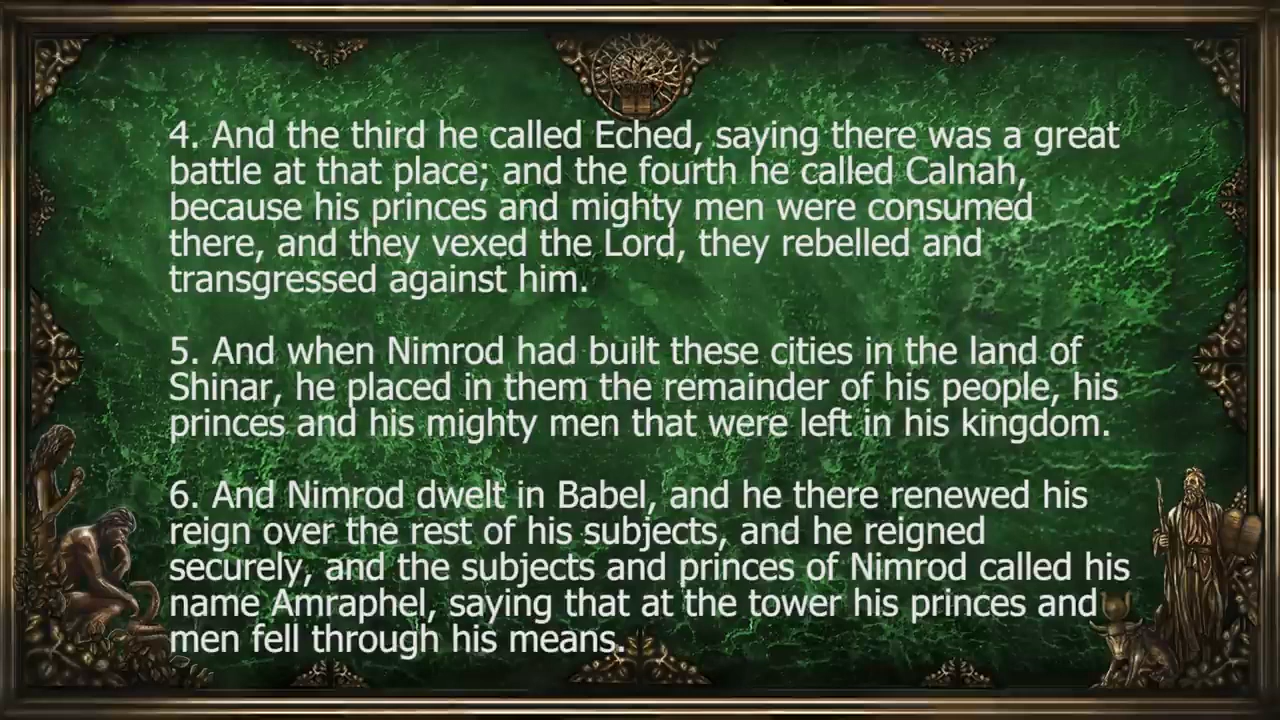 4. And the third he called Eched, saying there was a great
battle at that place; and the fourth he called Calnah,
because his princes and mighty men were consumed
there, and they vexed the Lord, they rebelled and
transgressed against him.
5. And when Nimrod had built these cities in the land of
Shinar, he placed in them the remainder of his people, his
princes and his mighty men that were left in his kingdom.
6. And Nimrod dwelt in Babel, and he there renewed his
reign over the rest of his subjects, and he reigned
securely, and the subjects and princes of Nimrod called his
name Amraphel, saying that at the tower his princes and
men fell through his means.